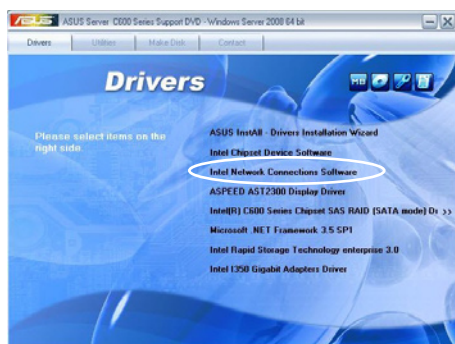 ASUS ASUS Server C600 Series Support DVD - Windows Server 2008 64 bit
Drivers Utilities Make Disk Contact
Drivers
Please select items on the
right side.
ASUS InstAll - Drivers Installation Wizard
Intel Chipset Device Software
Intel Network Connections Software
ASPEED AST2300 Display Driver
Intel(R) C600 Series Chipset SAS RAID (SATA mode) Dr >>
Microsoft .NET Framework 3.5 SP1
Intel Rapid Storage Technology enterprise 3.0
Intel I350 Gigabit Adapters Driver